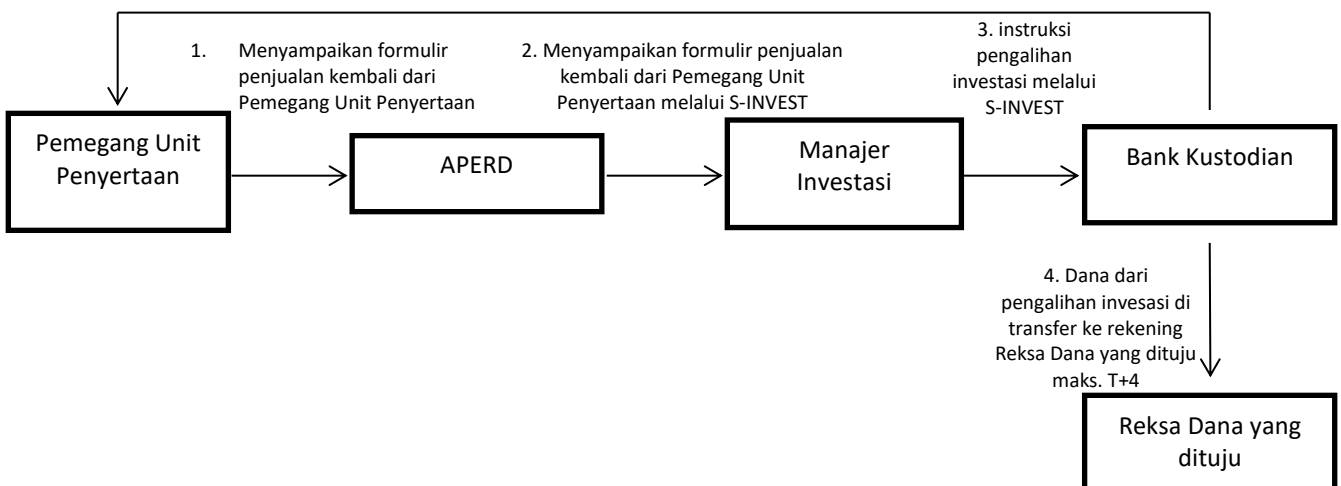 1. Menyampaikan formulir
penjualan kembali dari
Pemegang Unit Penyertaan
2. Menyampaikan formulir penjualan
kembali dari Pemegang Unit
Penyertaan melalui S-INVEST
3. instruksi
pengalihan
investasi melalui
S-INVEST
Pemegang Unit
Penyertaan
APERD
Manajer
Investasi
Bank Kustodian
4. Dana dari
pengalihan invesasi di
transfer ke rekening
Reksa Dana yang dituju
maks. T+4
Reksa Dana yang
dituju